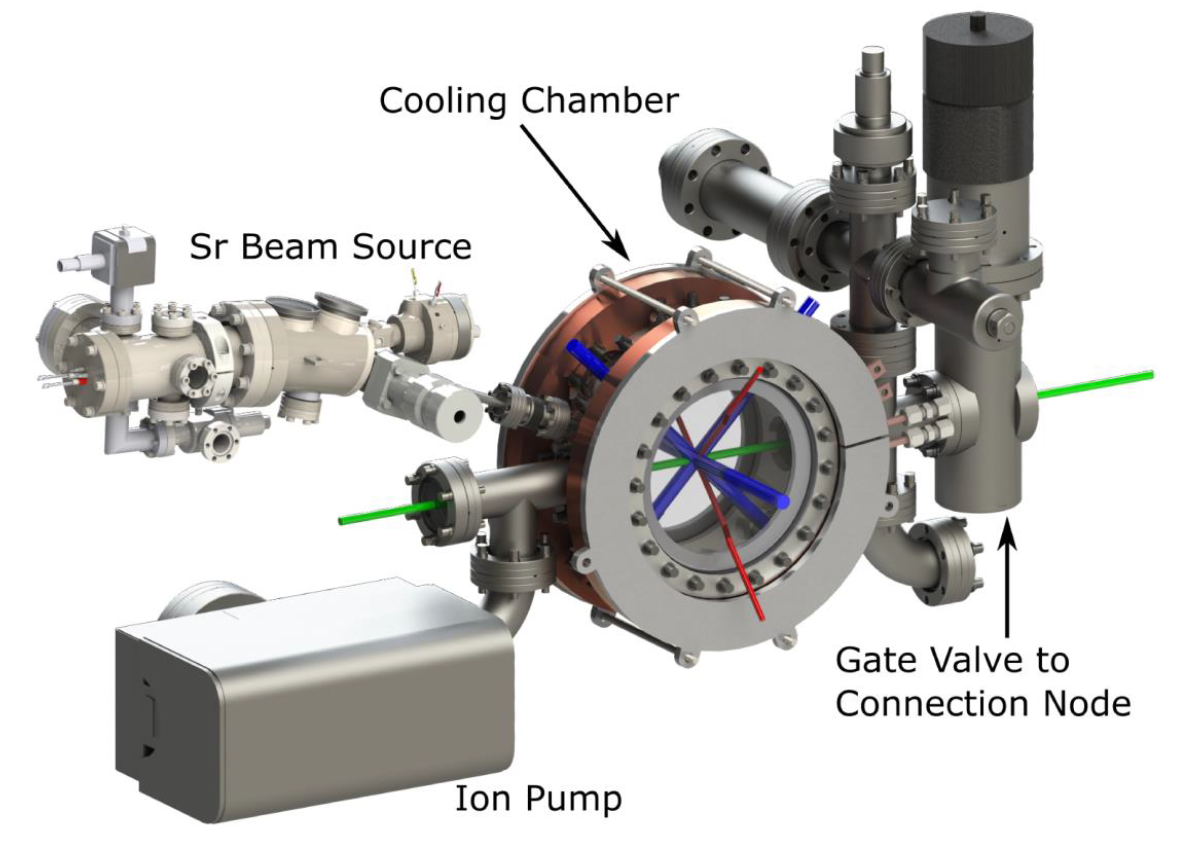 Cooling Chamber
Sr Beam Source
Gate Valve to
Connection Node
Ion Pump